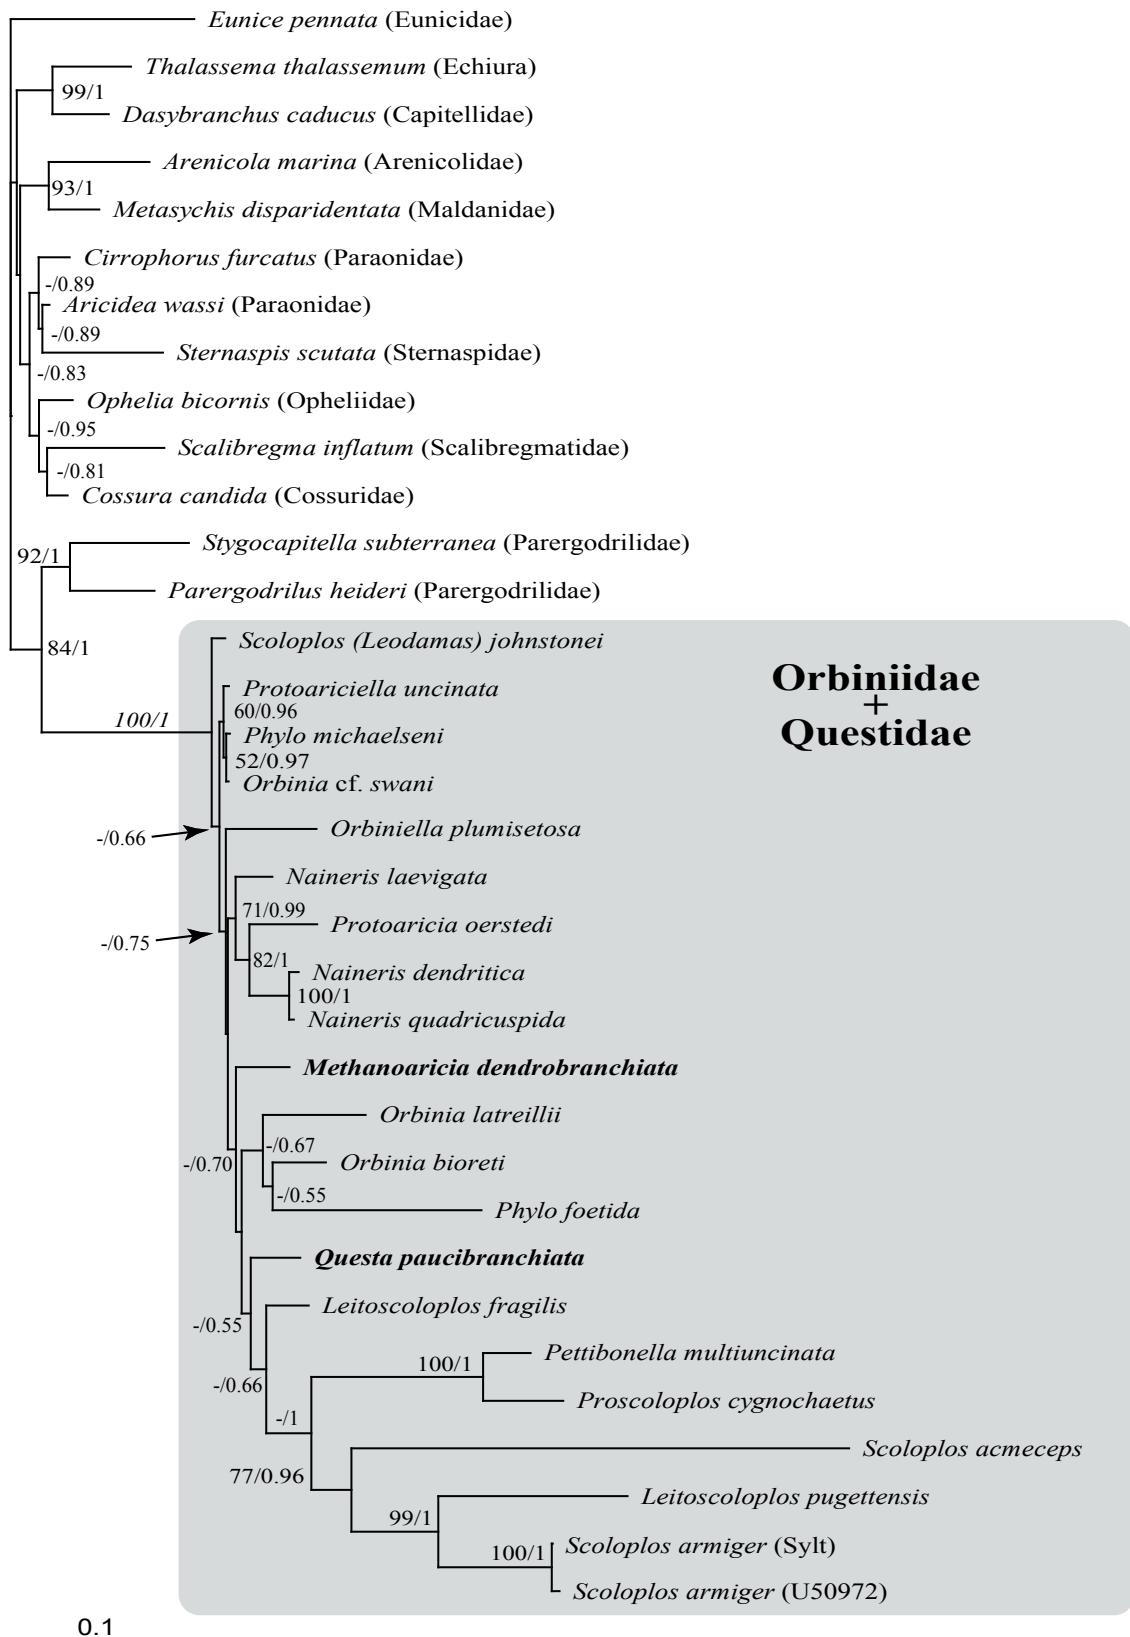 Eunice pennata (Eunicidae)
Thalassema thalassemum (Echiura)
99/1
Dasybranchus caducus (Capitellidae)
Arenicola marina (Arenicolidae)
93/1
Metasychis disparidentata (Maldanidae)
Cirrophorus furcatus (Paraonidae)
-/0.89
Aricidea wassi (Paraonidae)
-/0.89
Sternaspis scutata (Sternaspidae)
-/0.83
Ophelia bicornis (Opheliidae)
-/0.95
Scalibregma inflatum (Scalibregmatidae)
-/0.81
Cossura candida (Cossuridae)
Stygocapitella subterranea (Parergodrilidae)
92/1
Parergodrilus heideri (Parergodrilidae)
Scoloplos (Leodamas) johnstonei
84/1
Orbiniidae
+
Questidae
Protoariciella uncinata
60/0.96
100/1
Phylo michaelseni
52/0.97
Orbinia cf. swani
Orbiniella plumisetosa
-/0.66
Naineris laevigata
71/0.99
Protoaricia oerstedi
-/0.75
82/1
Naineris dendritica
100/1
Naineris quadricuspida
Methanoaricia dendrobranchiata
Orbinia latreillii
-/0.67
-/0.70
Orbinia bioreti
-/0.55
Phylo foetida
Questa paucibranchiata
Leitoscoloplos fragilis
-/0.55
Pettibonella multiuncinata
100/1
-/0.66
Proscoloplos cygnochaetus
-/1
Scoloplos acmeceps
77/0.96
Leitoscoloplos pugettensis
99/1
Scoloplos armiger (Sylt)
100/1
Scoloplos armiger (U50972)
0.1